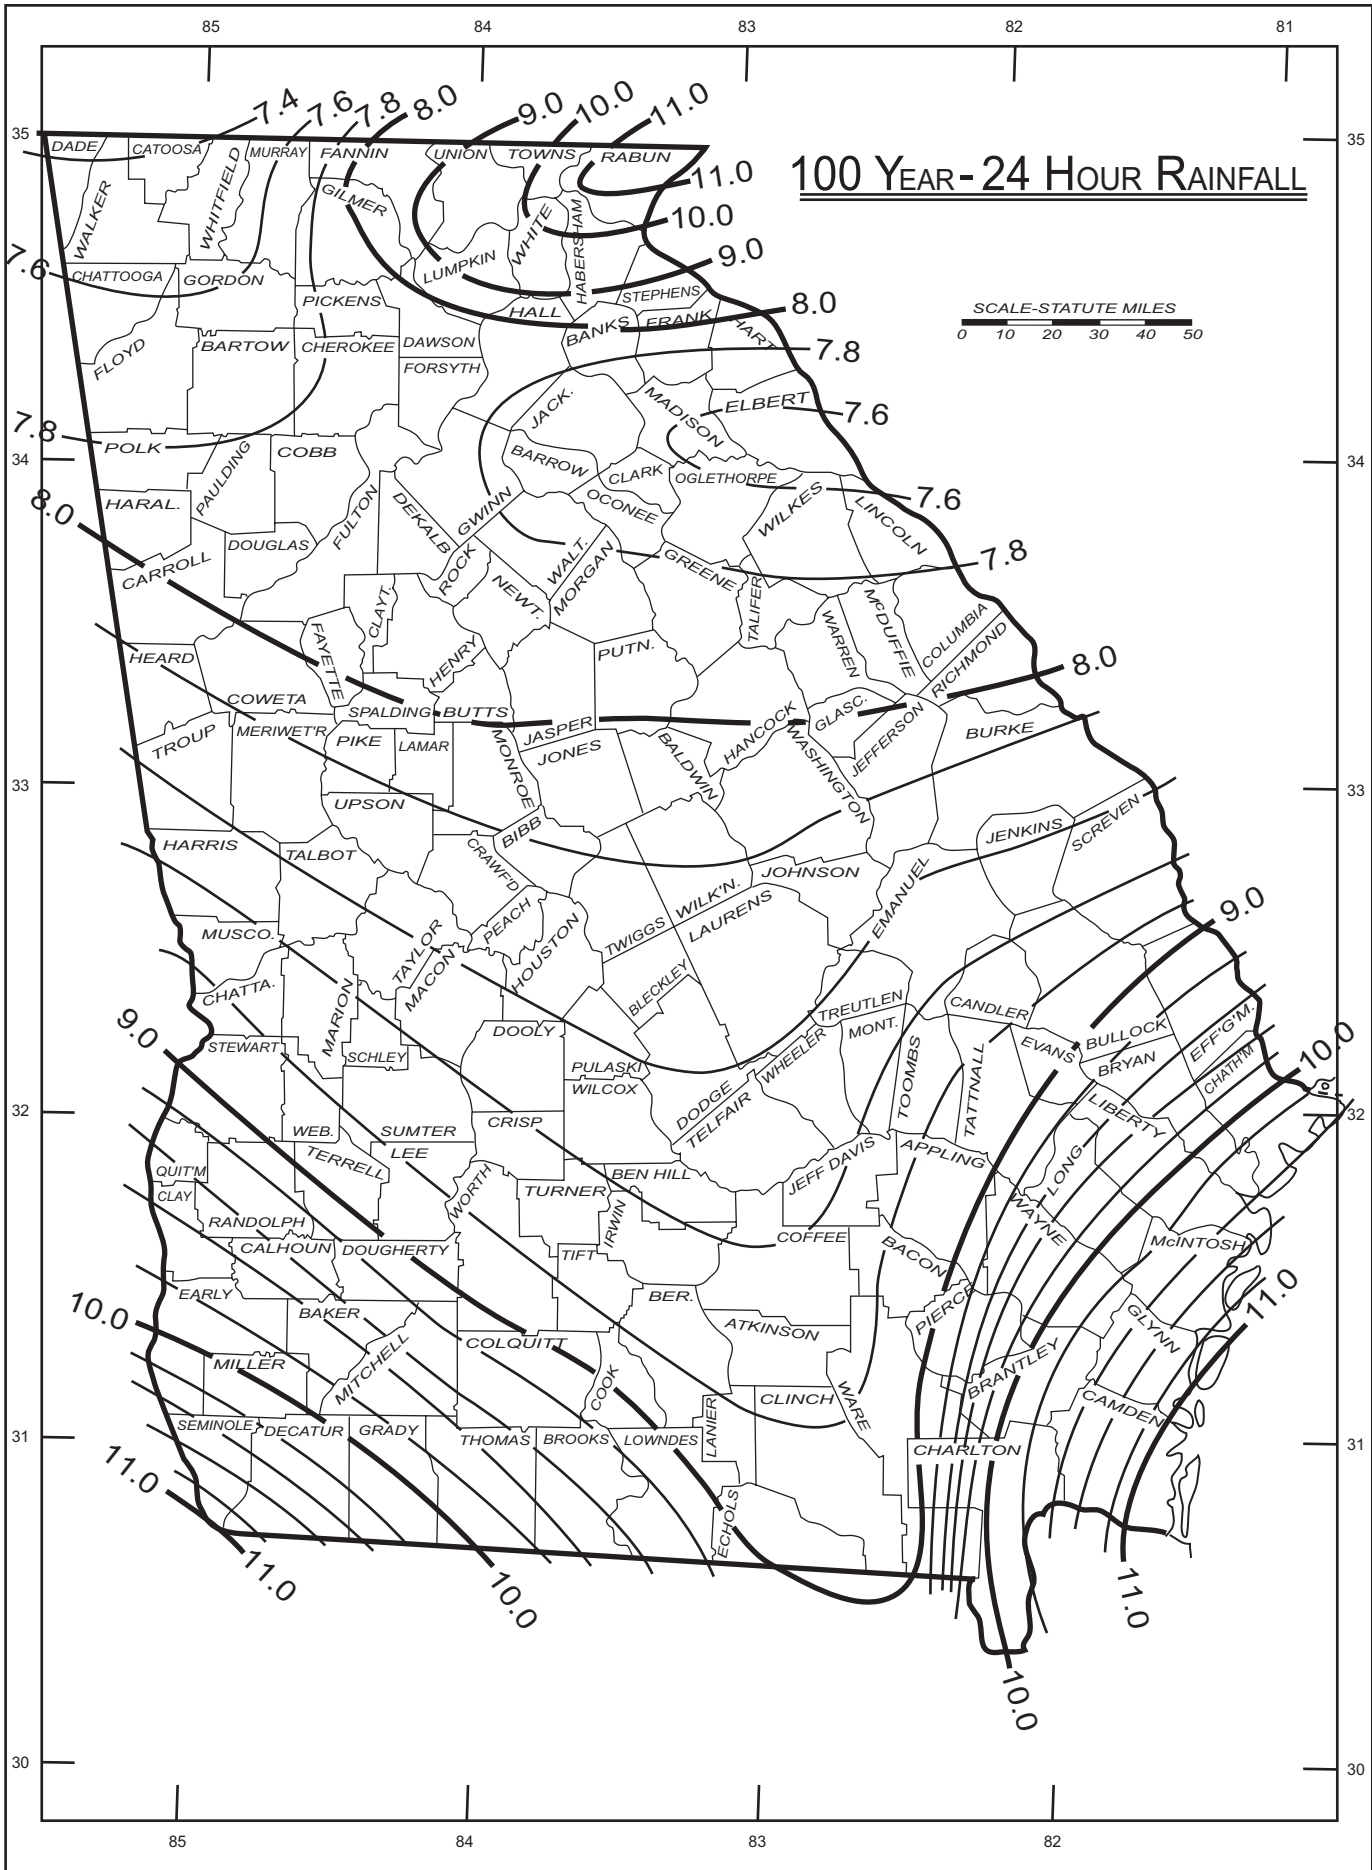 85 84 83 82 81
7.4 7.6 7.8 8.0 9.0 10.0 11.0
35 35
DADE CATOOSA MURRAY FANNIN UNION TOWNS RABUN
100 YEAR - 24 HOUR RAINFALL
WALKER WHITFIELD GILMER WHITE HABERSHAM 11.0
10.0
7.6 CHATTOOGA GORDON LUMPKIN 9.0
PICKENS HALL STEPHENS 8.0
SCALE-STATUTE MILES
0 10 20 30 40 50
FLOYD BARTOW CHEROKEE DAWSON BANKS FRANK HART 7.8
FORSYTH
7.8 POLK JACK. MADISON ELBERT 7.6
34 PAULDING COBB BARROW CLARK OGLETHORPE 34
8.0 HARAL. FULTON DEKALB GWINN OCONEE WILKES LINCOLN 7.6
CARROLL DOUGLAS ROCK WALT. GREENE 7.8
CLAYT. NEWT. MORGAN TALIFER McDUFFIE COLUMBIA
HEARD FAYETTE HENRY PUTN. WARREN RICHMOND 8.0
COWETA SPALDING BUTTS HANCOCK GLASC.
TROUP MERIWET'R PIKE LAMAR JASPER JEFFERSON BURKE
MONROE JONES BALDWIN WASHINGTON
33 UPSON 33
HARRIS TALBOT BIBB JENKINS SCREVEN
CRAWF'D WILK'N. JOHNSON
MUSCO. TAYLOR PEACH TWIGGS LAURENS EMANUEL 9.0
CHATTA. MARION MACON HOUSTON BLECKLEY
9.0 DOOLY TREUTLEN CANDLER
STEWART SCHLEY PULASKI WHEELER MONT. EVANS BULLOCK EFF'G'M. 10.0
WILCOX TOOMBS TATTNALL BRYAN CHATH'M
32 WEB. SUMTER CRISP DODGE LIBERTY 32
TERRELL LEE TELFAIR
QUIT'M BEN HILL JEFF DAVIS APPLING LONG
CLAY WORTH TURNER
RANDOLPH IRWIN WAYNE
CALHOUN DOUGHERTY TIFT COFFEE BACON McINTOSH
10.0 EARLY BER. 11.0
BAKER ATKINSON PIERCE GLYNN
MILLER MITCHELL COLQUITT BRANTLEY
COOK CLINCH WARE CAMDEN
31 SEMINOLE DECATUR GRADY THOMAS BROOKS LOWNDES LANIER CHARLTON 31
11.0 ECHOLS
11.0 10.0 11.0
10.0
30 30
85 84 83 82